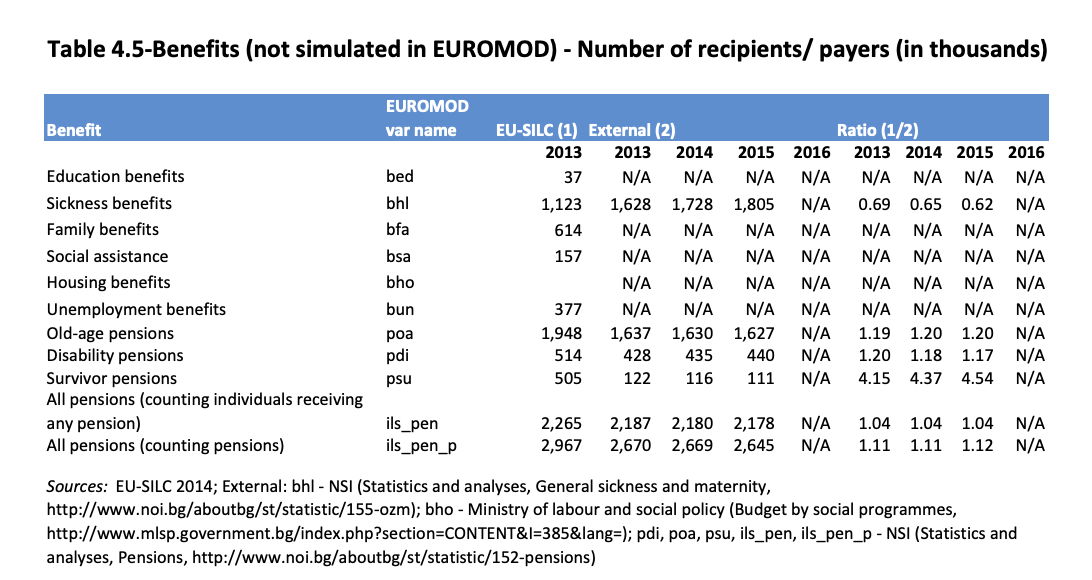 Table 4.5-Benefits (not simulated in EUROMOD) - Number of recipients/ payers (in thousands)
EUROMOD
Benefit var name EU-SILC (1) External (2) Ratio (1/2)
2013 2013 2014 2015 2016 2013 2014 2015 2016
Education benefits bed 37 N/A N/A N/A N/A N/A N/A N/A N/A
Sickness benefits bhl 1,123 1,628 1,728 1,805 N/A 0.69 0.65 0.62 N/A
Family benefits bfa 614 N/A N/A N/A N/A N/A N/A N/A N/A
Social assistance bsa 157 N/A N/A N/A N/A N/A N/A N/A N/A
Housing benefits bho N/A N/A N/A N/A N/A N/A N/A N/A
Unemployment benefits bun 377 N/A N/A N/A N/A N/A N/A N/A N/A
Old-age pensions poa 1,948 1,637 1,630 1,627 N/A 1.19 1.20 1.20 N/A
Disability pensions pdi 514 428 435 440 N/A 1.20 1.18 1.17 N/A
Survivor pensions psu 505 122 116 111 N/A 4.15 4.37 4.54 N/A
All pensions (counting individuals receiving
any pension) ils_pen 2,265 2,187 2,180 2,178 N/A 1.04 1.04 1.04 N/A
All pensions (counting pensions) ils_pen_p 2,967 2,670 2,669 2,645 N/A 1.11 1.11 1.12 N/A
Sources: EU-SILC 2014; External: bhl - NSI (Statistics and analyses, General sickness and maternity,
http://www.noi.bg/aboutbg/st/statistic/155-ozm); bho - Ministry of labour and social policy (Budget by social programmes,
http://www.mlsp.government.bg/index.php?section=CONTENT&I=385&lang=); pdi, poa, psu, ils_pen, ils_pen_p - NSI (Statistics and
analyses, Pensions, http://www.noi.bg/aboutbg/st/statistic/152-pensions)